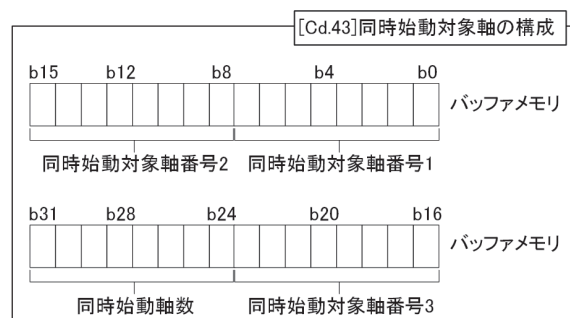 [Cd.43]同時始動対象軸の構成
b15 b12 b8 b4 b0
バッファメモリ
同時始動対象軸番号2 同時始動対象軸番号1
b31 b28 b24 b20 b16
バッファメモリ
同時始動軸数 同時始動対象軸番号3